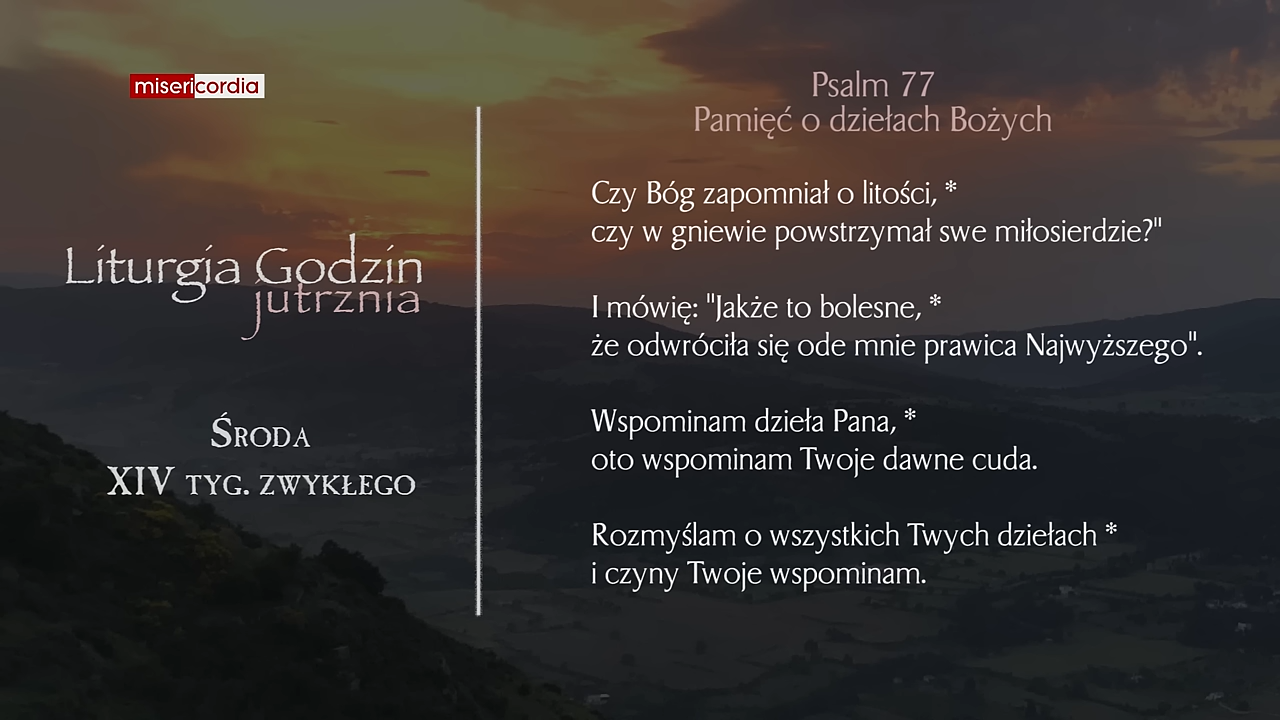 misericordia
Liturgia Godzin
jutrznia
Środa
XIV tyg. zwykłego
Psalm 77
Pamięć o dziełach Bożych
Czy Bóg zapomniał o litości, *
czy w gniewie powstrzymał swe miłosierdzie?"
I mówię: "Jakże to bolesne, *
że odwróciła się ode mnie prawica Najwyższego".
Wspominam dzieła Pana, *
oto wspominam Twoje dawne cuda.
Rozmyślam o wszystkich Twych dziełach *
i czyny Twoje wspominam.